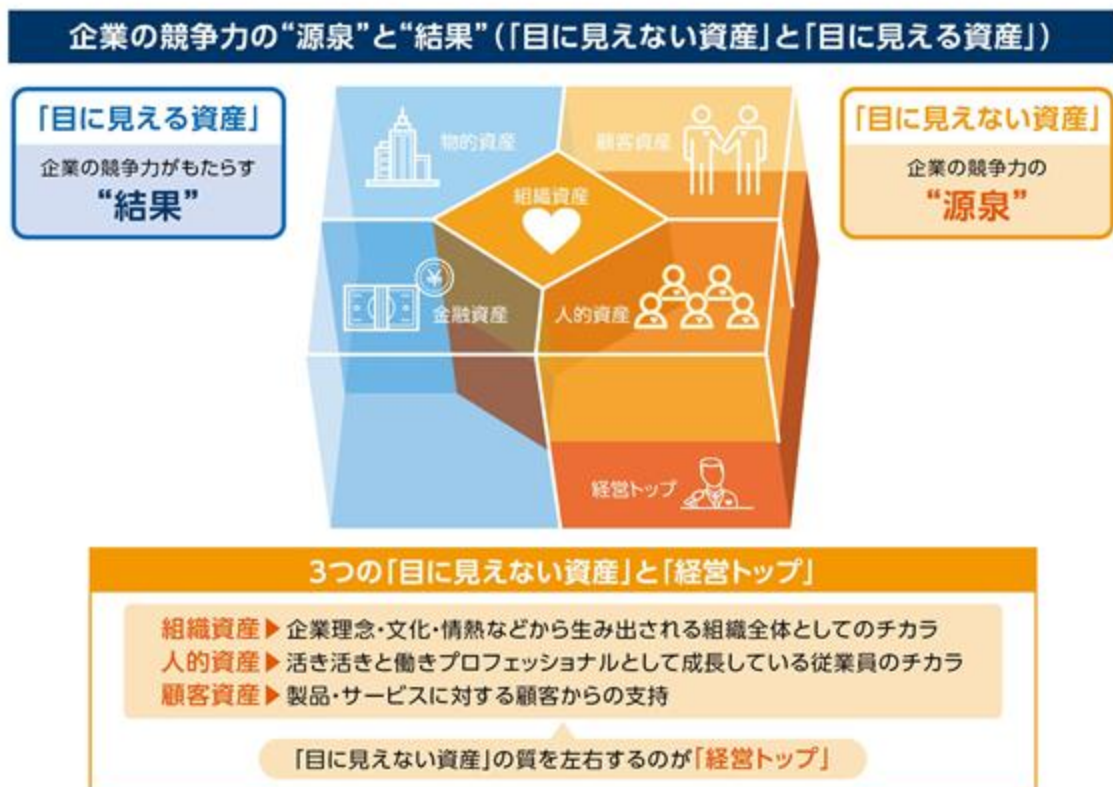 企業の競争力の“源泉”と“結果”(「目に見えない資産」と「目に見える資産」)
「目に見える資産」
企業の競争力がもたらす
“結果”
物的資産
顧客資産
組織資産
金融資産
人的資産
経営トップ
「目に見えない資産」
企業の競争力の
“源泉”
3つの「目に見えない資産」と「経営トップ」
組織資産▶企業理念・文化・情熱などから生み出される組織全体としてのチカラ
人的資産▶活き活きと働きプロフェッショナルとして成長している従業員のチカラ
顧客資産▶製品・サービスに対する顧客からの支持
「目に見えない資産」の質を左右するのが「経営トップ」